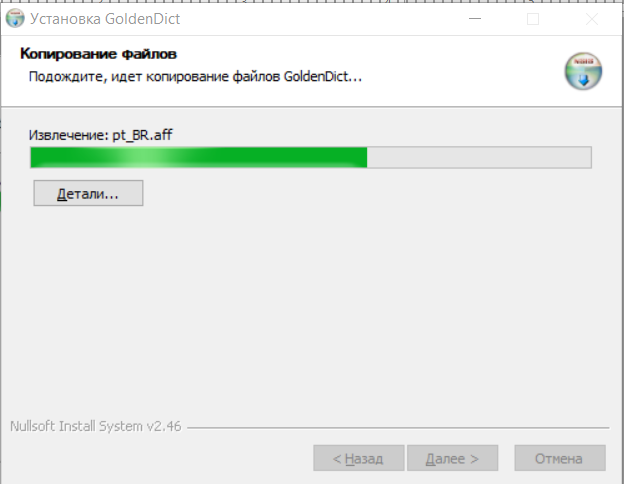 Установка GoldenDict
Копирование файлов
Подождите, идет копирование файлов GoldenDict...
Извлечение: pt_BR.aff
Детали...
Nullsoft Install System v2.46
< Назад
Далее >
Отмена